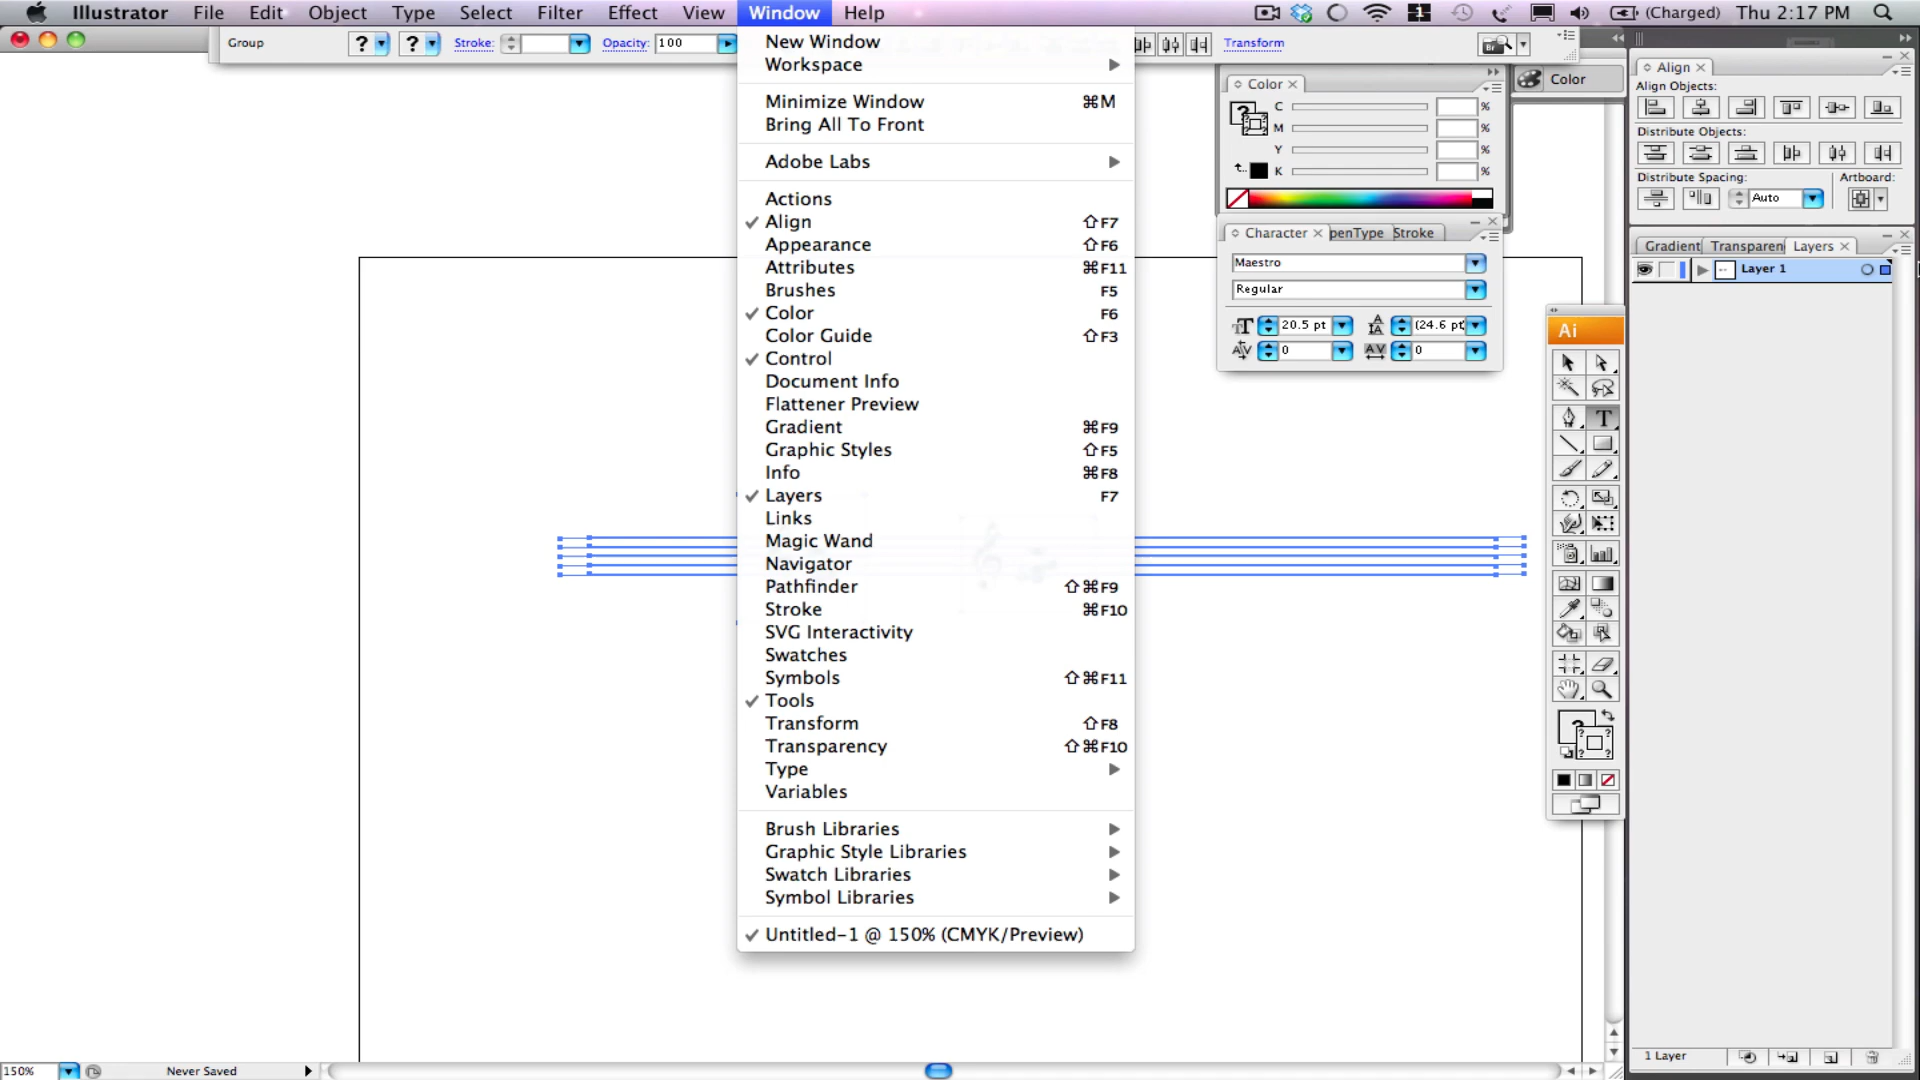 Illustrator File Edit Object Type Select Filter Effect View Window Help
1 (Charged) Thu 2:17 PM
Group ? ? Stroke: Opacity: 100 Transform
Br
New Window
Workspace
Minimize Window ⌘M
Bring All To Front
Adobe Labs
Actions
✓ Align ⇧F7
Appearance ⇧F6
Attributes ⌘F11
Brushes F5
✓ Color F6
Color Guide ⇧F3
✓ Control
Document Info
Flattener Preview
Gradient ⌘F9
Graphic Styles ⇧F5
Info ⌘F8
✓ Layers F7
Links
Magic Wand
Navigator
Pathfinder ⇧⌘F9
Stroke ⌘F10
SVG Interactivity
Swatches
Symbols ⇧⌘F11
✓ Tools
Transform ⇧F8
Transparency ⇧⌘F10
Type
Variables
Brush Libraries
Graphic Style Libraries
Swatch Libraries
Symbol Libraries
✓ Untitled-1 @ 150% (CMYK/Preview)
Color
? C %
M %
Y %
K %
Color
Character penType Stroke
Maestro
Regular
20.5 pt (24.6 pt
0 0
Align
Align Objects:
Distribute Objects:
Distribute Spacing: Artboard:
Auto
Gradient Transparen Layers
Layer 1
Ai
T
?
1 Layer
150% Never Saved